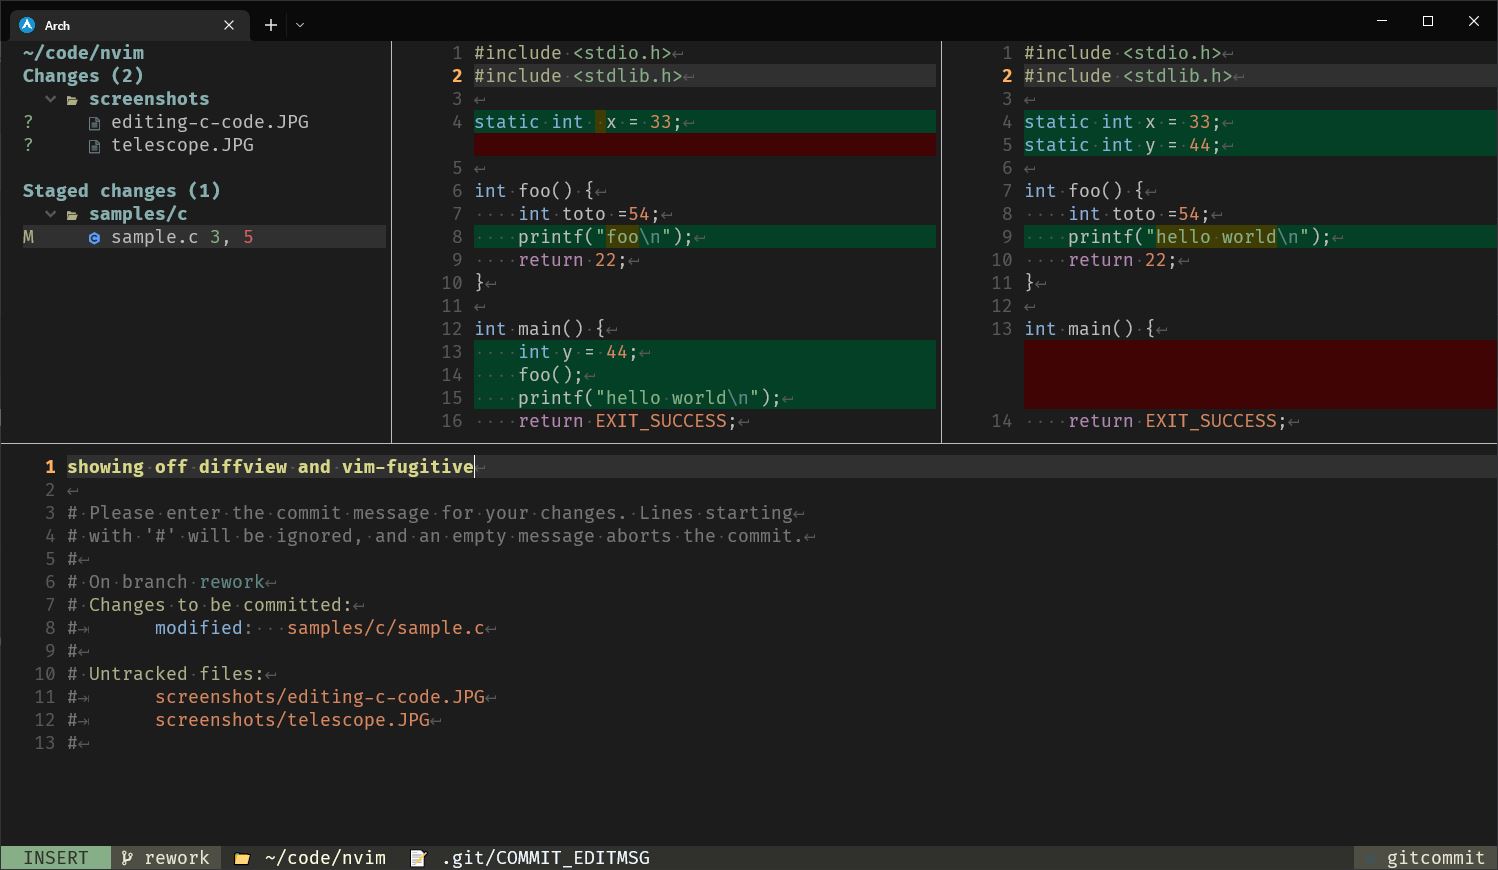 Arch
~/code/nvim
Changes (2)
screenshots
? editing-c-code.JPG
? telescope.JPG
Staged changes (1)
samples/c
M sample.c 3, 5
1 #include <stdio.h>↵
2 #include <stdlib.h>↵
3 ↵
4 static int  x = 33;↵
5 ↵
6 int foo() {↵
7 ····int toto =54;↵
8 ····printf("foo\n");↵
9 ····return 22;↵
10 }↵
11 ↵
12 int main() {↵
13 ····int y = 44;↵
14 ····foo();↵
15 ····printf("hello world\n");↵
16 ····return EXIT_SUCCESS;↵
1 #include <stdio.h>↵
2 #include <stdlib.h>↵
3 ↵
4 static int x = 33;↵
5 static int y = 44;↵
6 ↵
7 int foo() {↵
8 ····int toto =54;↵
9 ····printf("hello world\n");↵
10 ····return 22;↵
11 }↵
12 ↵
13 int main() {↵
14 ····return EXIT_SUCCESS;↵
1 showing off diffview and vim-fugitive↵
2 ↵
3 # Please enter the commit message for your changes. Lines starting↵
4 # with '#' will be ignored, and an empty message aborts the commit.↵
5 #↵
6 # On branch rework↵
7 # Changes to be committed:↵
8 #⇥ modified:···samples/c/sample.c↵
9 #↵
10 # Untracked files:↵
11 #⇥ screenshots/editing-c-code.JPG↵
12 #⇥ screenshots/telescope.JPG↵
13 #↵
INSERT rework ~/code/nvim .git/COMMIT_EDITMSG gitcommit